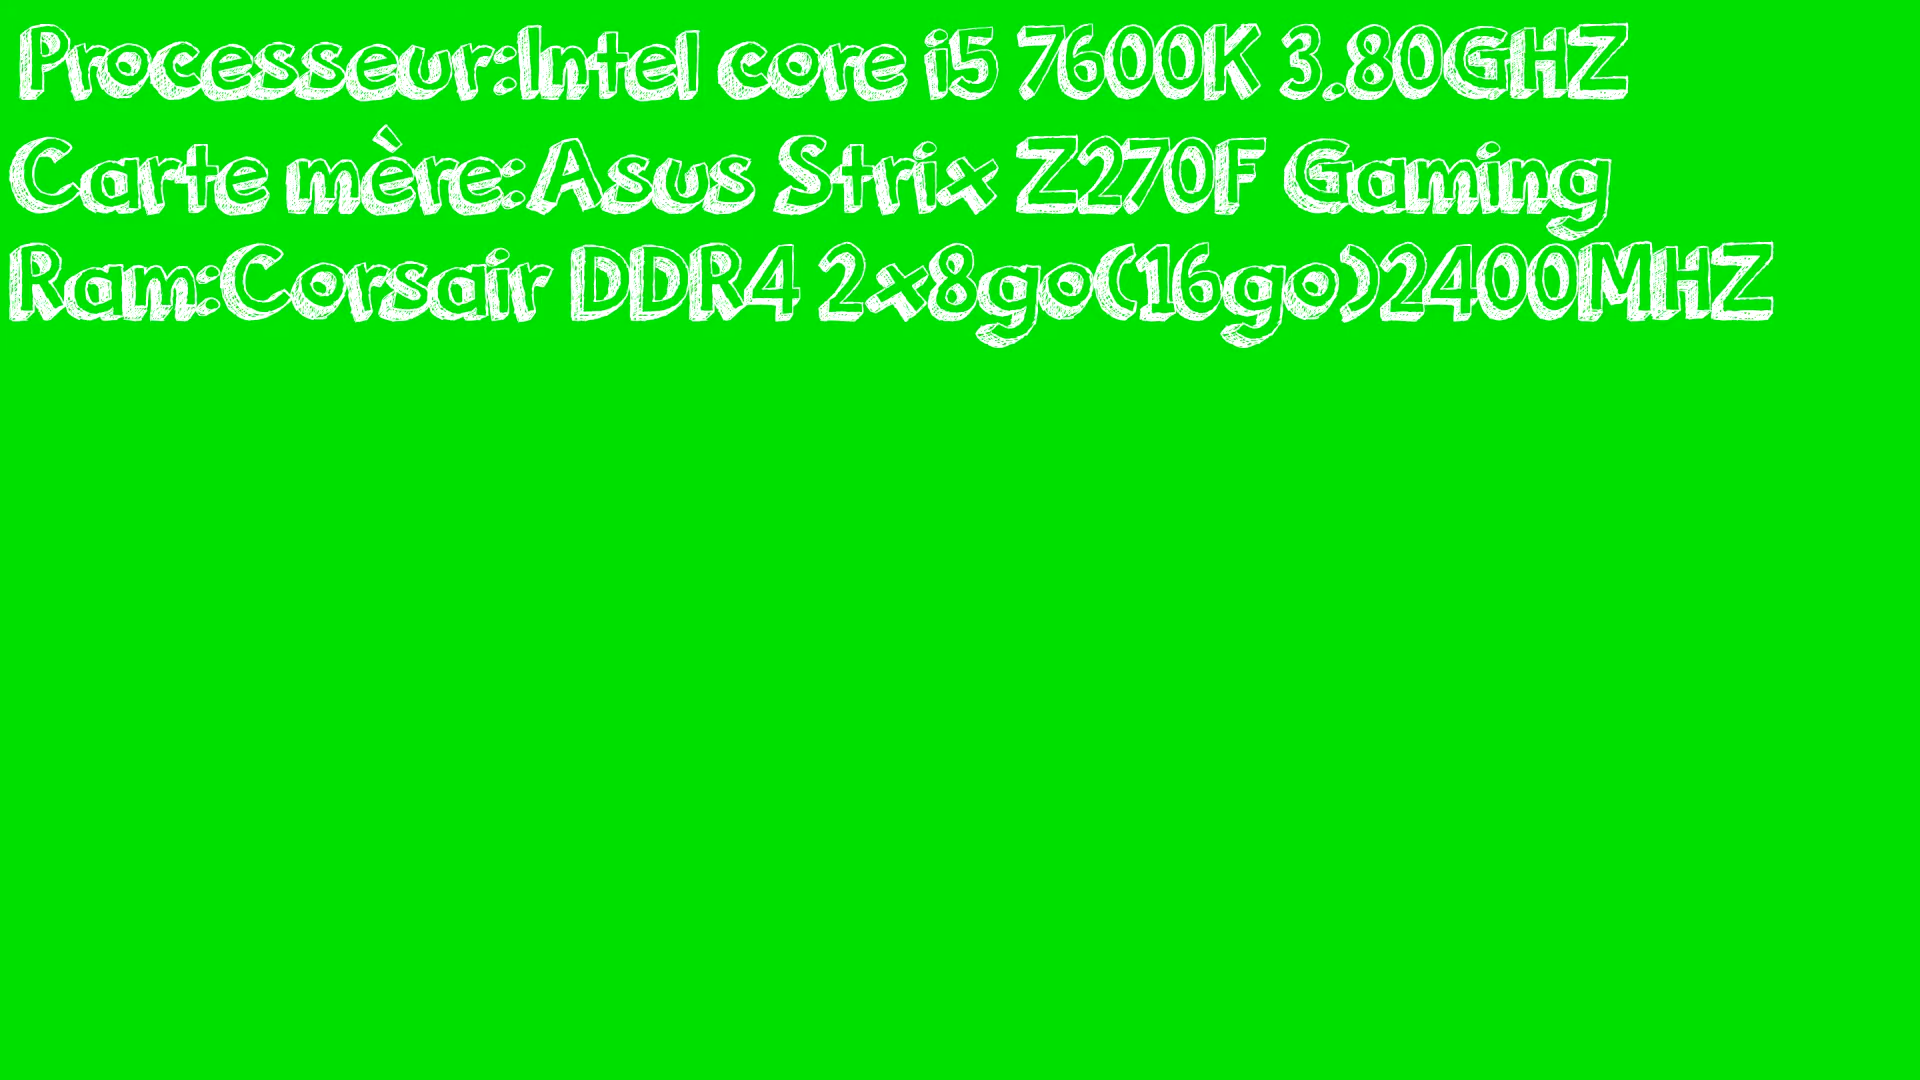 Processeur:Intel core i5 7600K 3.80GHZ
Carte mère:Asus Strix Z270F Gaming
Ram:Corsair DDR4 2x8go(16go)2400MHZ